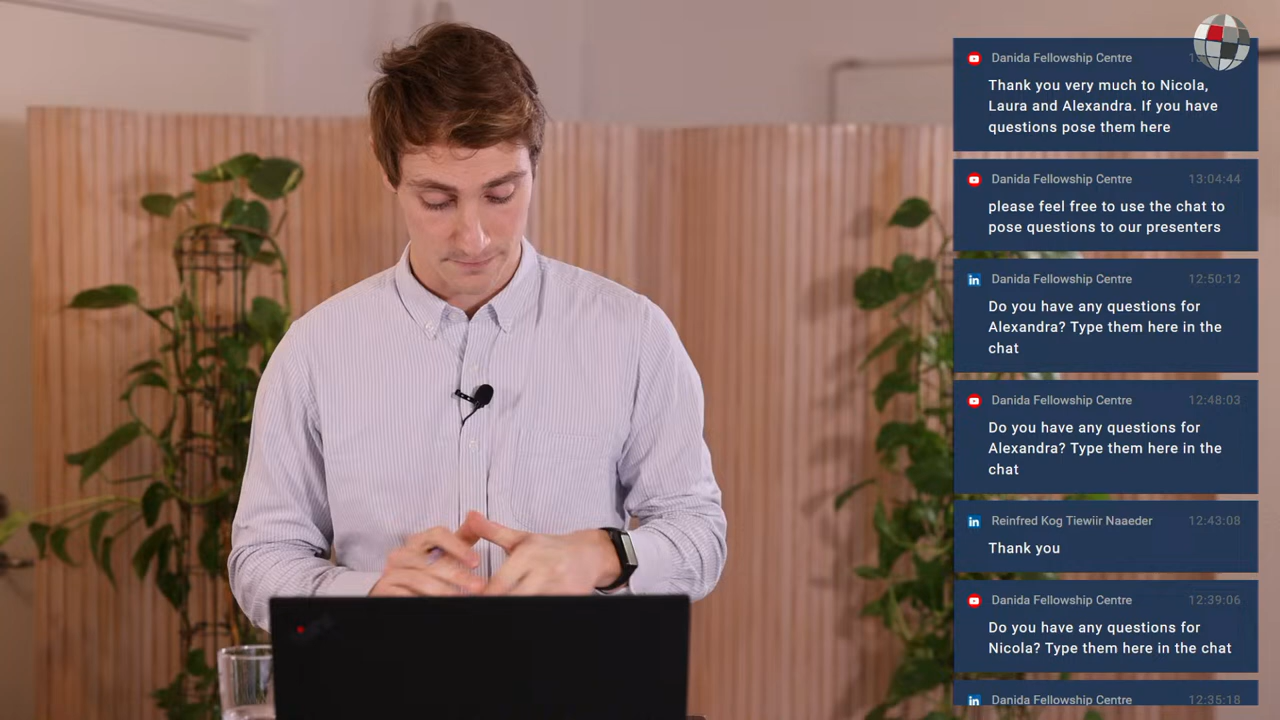 Danida Fellowship Centre
Thank you very much to Nicola,
Laura and Alexandra. If you have
questions pose them here
Danida Fellowship Centre 13:04:44
please feel free to use the chat to
pose questions to our presenters
in Danida Fellowship Centre 12:50:12
Do you have any questions for
Alexandra? Type them here in the
chat
Danida Fellowship Centre 12:48:03
Do you have any questions for
Alexandra? Type them here in the
chat
in Reinfred Kog Tiewiir Naaeder 12:43:08
Thank you
Danida Fellowship Centre 12:39:06
Do you have any questions for
Nicola? Type them here in the chat
in Danida Fellowship Centre 12:35:18